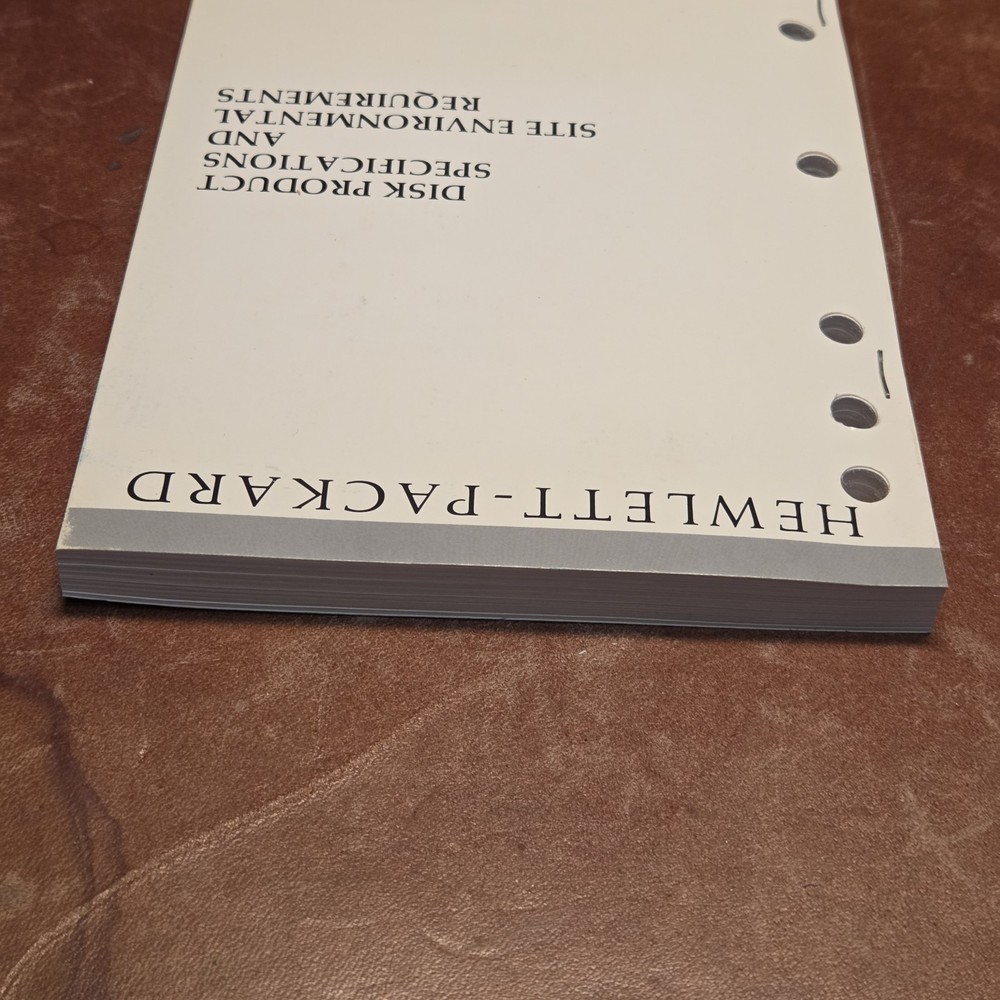 HEWLETT-PACKARD
DISK PRODUCT
SPECIFICATIONS
AND
SITE ENVIRONMENTAL
REQUIREMENTS